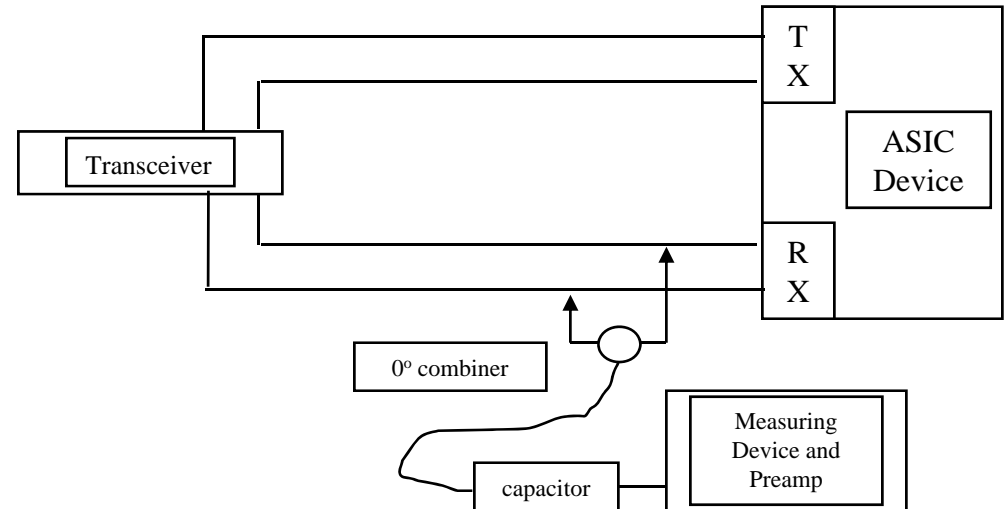 T
X
Transceiver
ASIC
Device
R
X
0º combiner
Measuring
Device and
Preamp
capacitor